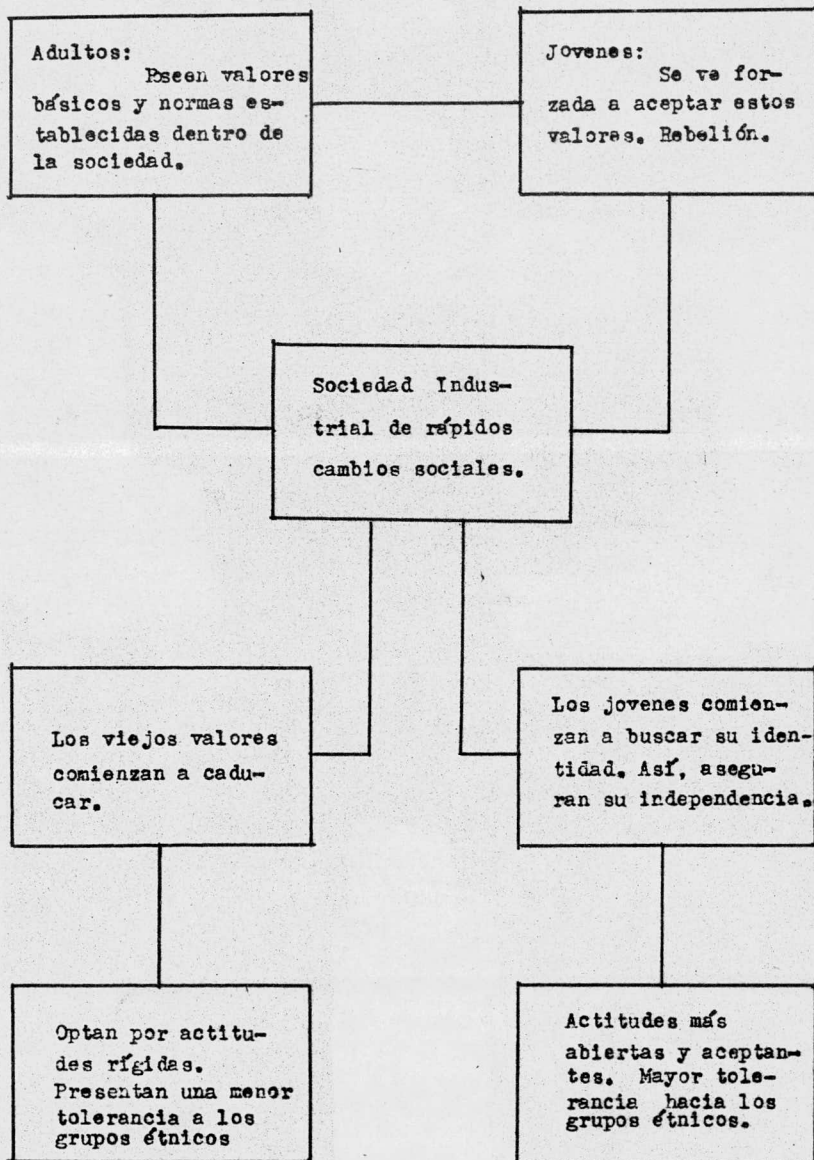 Adultos:
Poseen valores
básicos y normas es-
tablecidas dentro de
la sociedad.
Jovenes:
Se ve for-
zada a aceptar estos
valores. Rebelión.
Sociedad Indus-
trial de rápidos
cambios sociales.
Los viejos valores
comienzan a cadu-
car.
Los jovenes comien-
zan a buscar su iden-
tidad. Así, asegu-
ran su independencia.
Optan por actitu-
des rígidas.
Presentan una menor
tolerancia a los
grupos étnicos
Actitudes más
abiertas y aceptan-
tes. Mayor tole-
rancia hacia los
grupos étnicos.